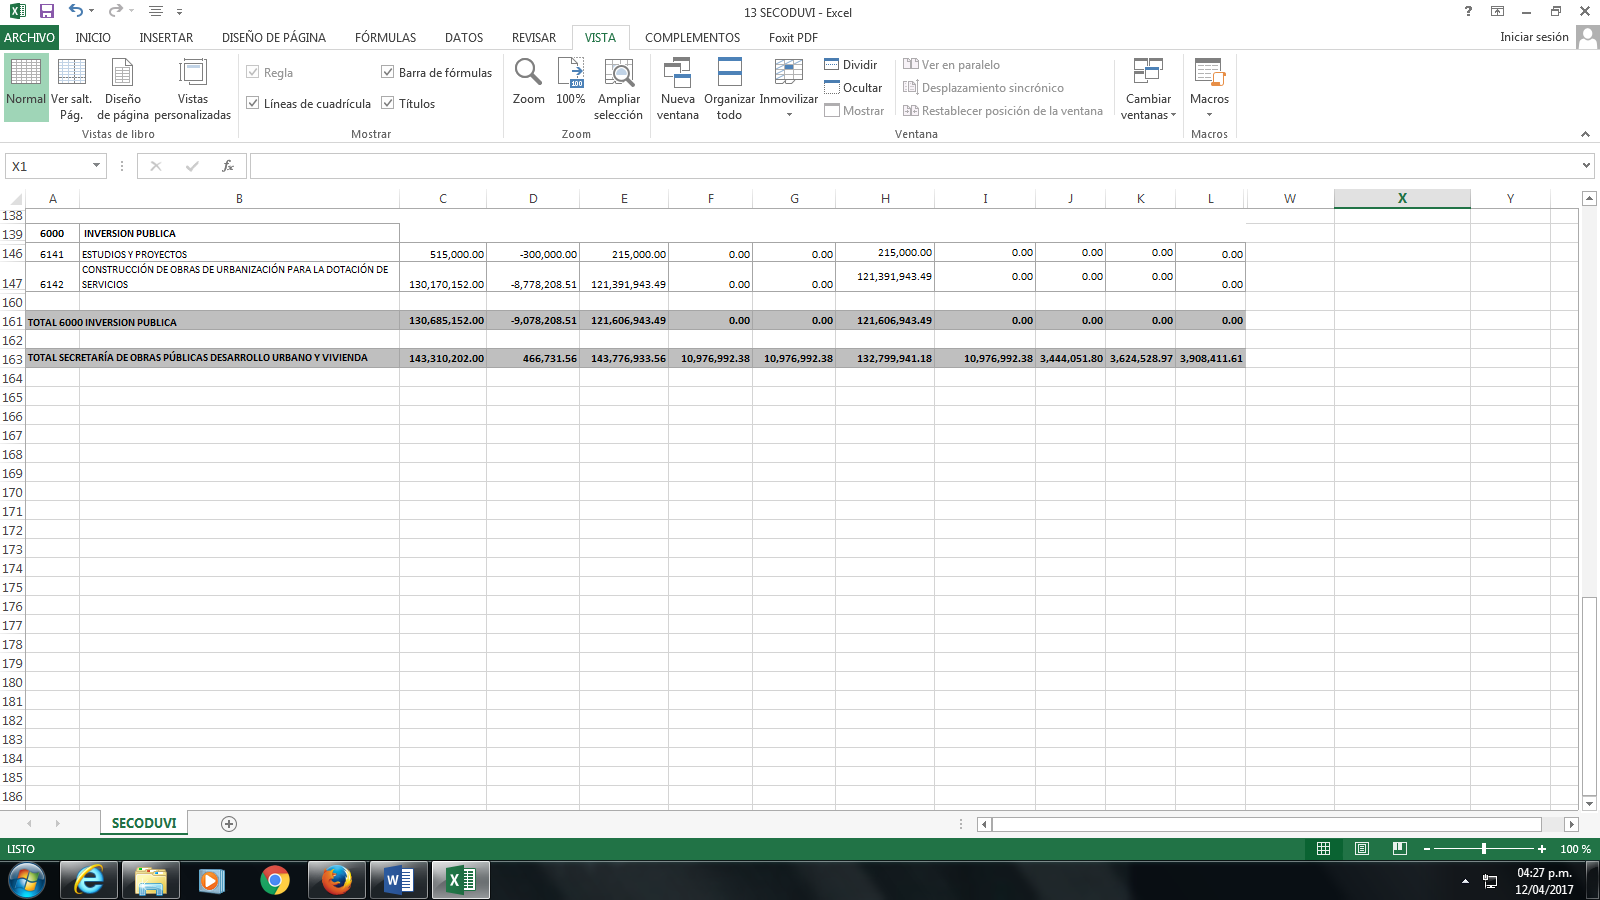 13 SECODUVI - Excel
?
ARCHIVO INICIO INSERTAR DISEÑO DE PÁGINA FÓRMULAS DATOS REVISAR VISTA COMPLEMENTOS Foxit PDF Iniciar sesión
Normal Ver salt. Pág. Diseño de página Vistas personalizadas
Vistas de libro
Regla Barra de fórmulas
Líneas de cuadrícula Títulos
Mostrar
Zoom 100% Ampliar selección
Zoom
Nueva ventana Organizar todo Inmovilizar
Dividir
Ocultar
Mostrar
Ver en paralelo
Desplazamiento sincrónico
Restablecer posición de la ventana
Cambiar ventanas
Ventana
Macros
Macros
X1 fx
A B C D E F G H I J K L W X Y
138
139 6000 INVERSION PUBLICA
146 6141 ESTUDIOS Y PROYECTOS 515,000.00 -300,000.00 215,000.00 0.00 0.00 215,000.00 0.00 0.00 0.00 0.00
CONSTRUCCIÓN DE OBRAS DE URBANIZACIÓN PARA LA DOTACIÓN DE
147 6142 SERVICIOS 130,170,152.00 -8,778,208.51 121,391,943.49 0.00 0.00 121,391,943.49 0.00 0.00 0.00 0.00
160
161 TOTAL 6000 INVERSION PUBLICA 130,685,152.00 -9,078,208.51 121,606,943.49 0.00 0.00 121,606,943.49 0.00 0.00 0.00 0.00
162
163 TOTAL SECRETARÍA DE OBRAS PÚBLICAS DESARROLLO URBANO Y VIVIENDA 143,310,202.00 466,731.56 143,776,933.56 10,976,992.38 10,976,992.38 132,799,941.18 10,976,992.38 3,444,051.80 3,624,528.97 3,908,411.61
164
165
166
167
168
169
170
171
172
173
174
175
176
177
178
179
180
181
182
183
184
185
186
SECODUVI
LISTO 100 %
04:27 p.m.
12/04/2017